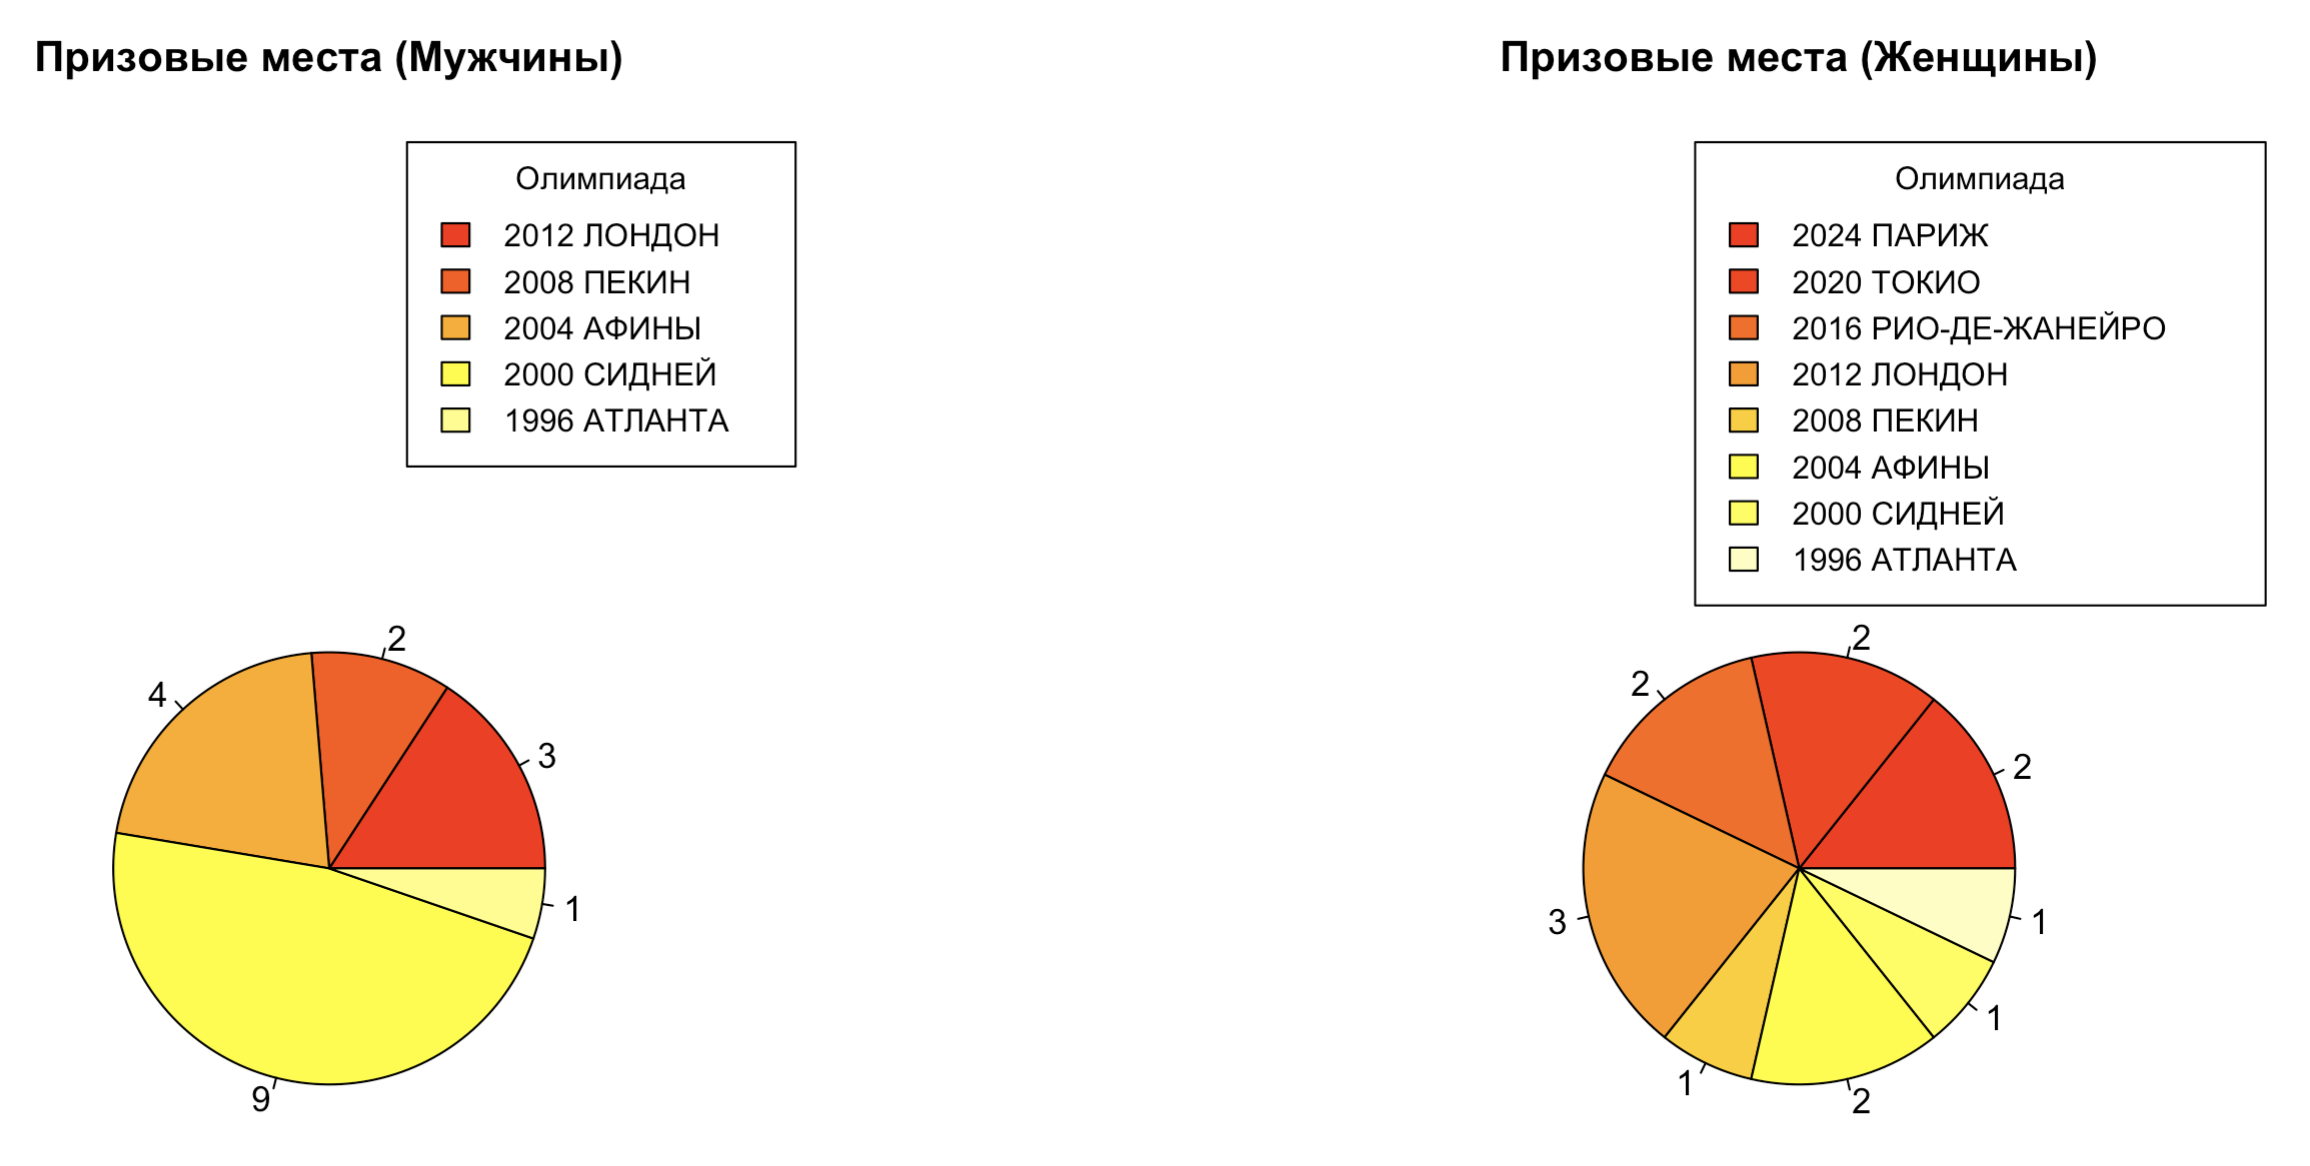 Призовые места (Мужчины)
Олимпиада
2012 ЛОНДОН
2008 ПЕКИН
2004 АФИНЫ
2000 СИДНЕЙ
1996 АТЛАНТА
2
4
3
1
9
Призовые места (Женщины)
Олимпиада
2024 ПАРИЖ
2020 ТОКИО
2016 РИО-ДЕ-ЖАНЕЙРО
2012 ЛОНДОН
2008 ПЕКИН
2004 АФИНЫ
2000 СИДНЕЙ
1996 АТЛАНТА
2
2
2
3
1
1
1
2